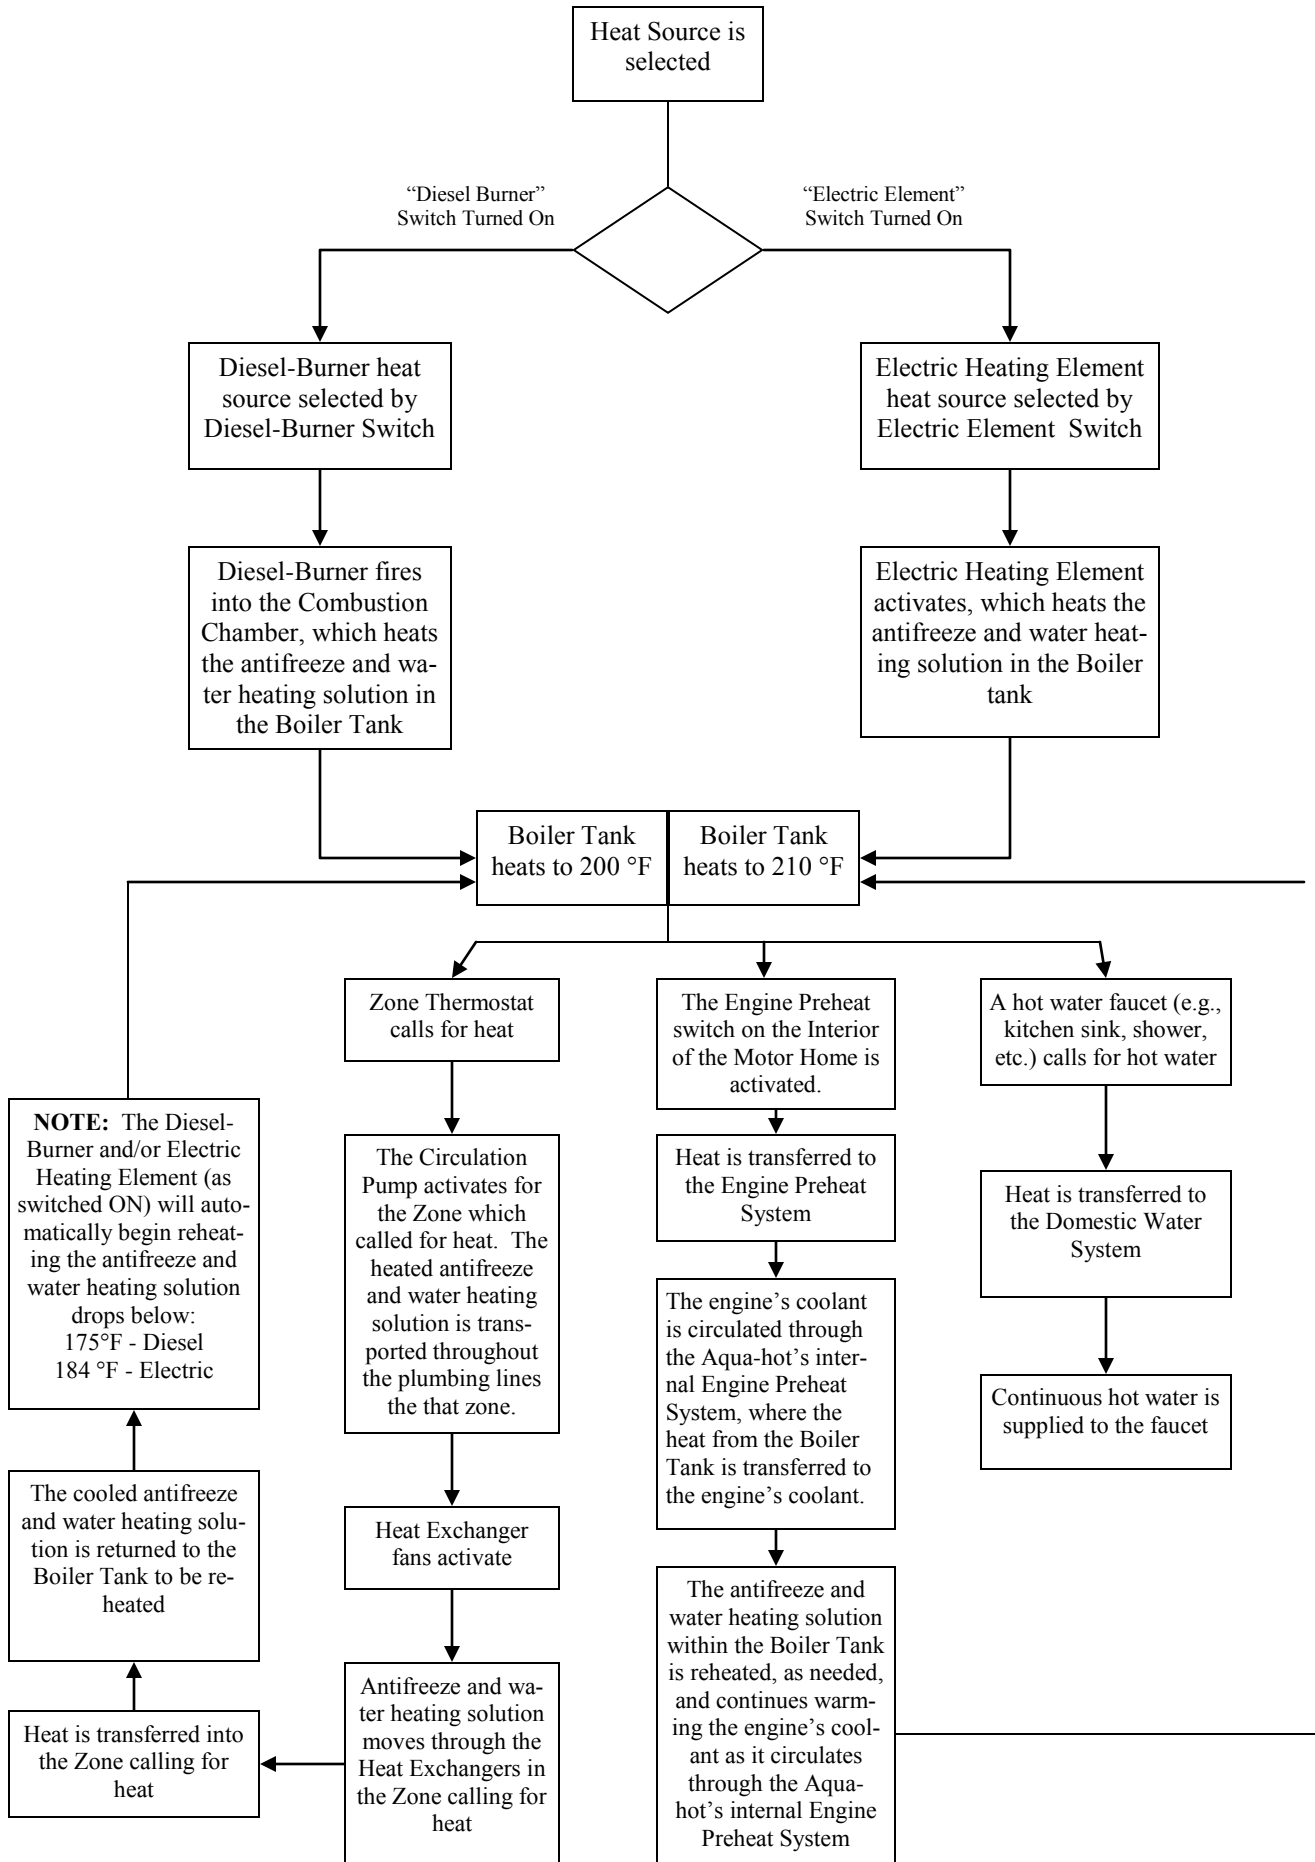 Heat Source is
selected
“Diesel Burner”
Switch Turned On
“Electric Element”
Switch Turned On
Diesel-Burner heat
source selected by
Diesel-Burner Switch
Electric Heating Element
heat source selected by
Electric Element  Switch
Diesel-Burner fires
into the Combustion
Chamber, which heats
the antifreeze and wa-
ter heating solution in
the Boiler Tank
Electric Heating Element
activates, which heats the
antifreeze and water heat-
ing solution in the Boiler
tank
Boiler Tank
heats to 200 °F
Boiler Tank
heats to 210 °F
Zone Thermostat
calls for heat
The Circulation
Pump activates for
the Zone which
called for heat.  The
heated antifreeze
and water heating
solution is trans-
ported throughout
the plumbing lines
the that zone.
Heat Exchanger
fans activate
Antifreeze and wa-
ter heating solution
moves through the
Heat Exchangers in
the Zone calling for
heat
Heat is transferred into
the Zone calling for
heat
The cooled antifreeze
and water heating solu-
tion is returned to the
Boiler Tank to be re-
heated
NOTE:  The Diesel-
Burner and/or Electric
Heating Element (as
switched ON) will auto-
matically begin reheat-
ing the antifreeze and
water heating solution
drops below:
175°F - Diesel
184 °F - Electric
The Engine Preheat
switch on the Interior
of the Motor Home is
activated.
Heat is transferred to
the Engine Preheat
System
The engine’s coolant
is circulated through
the Aqua-hot’s inter-
nal Engine Preheat
System, where the
heat from the Boiler
Tank is transferred to
the engine’s coolant.
The antifreeze and
water heating solution
within the Boiler Tank
is reheated, as needed,
and continues warm-
ing the engine’s cool-
ant as it circulates
through the Aqua-
hot’s internal Engine
Preheat System
A hot water faucet (e.g.,
kitchen sink, shower,
etc.) calls for hot water
Heat is transferred to
the Domestic Water
System
Continuous hot water is
supplied to the faucet